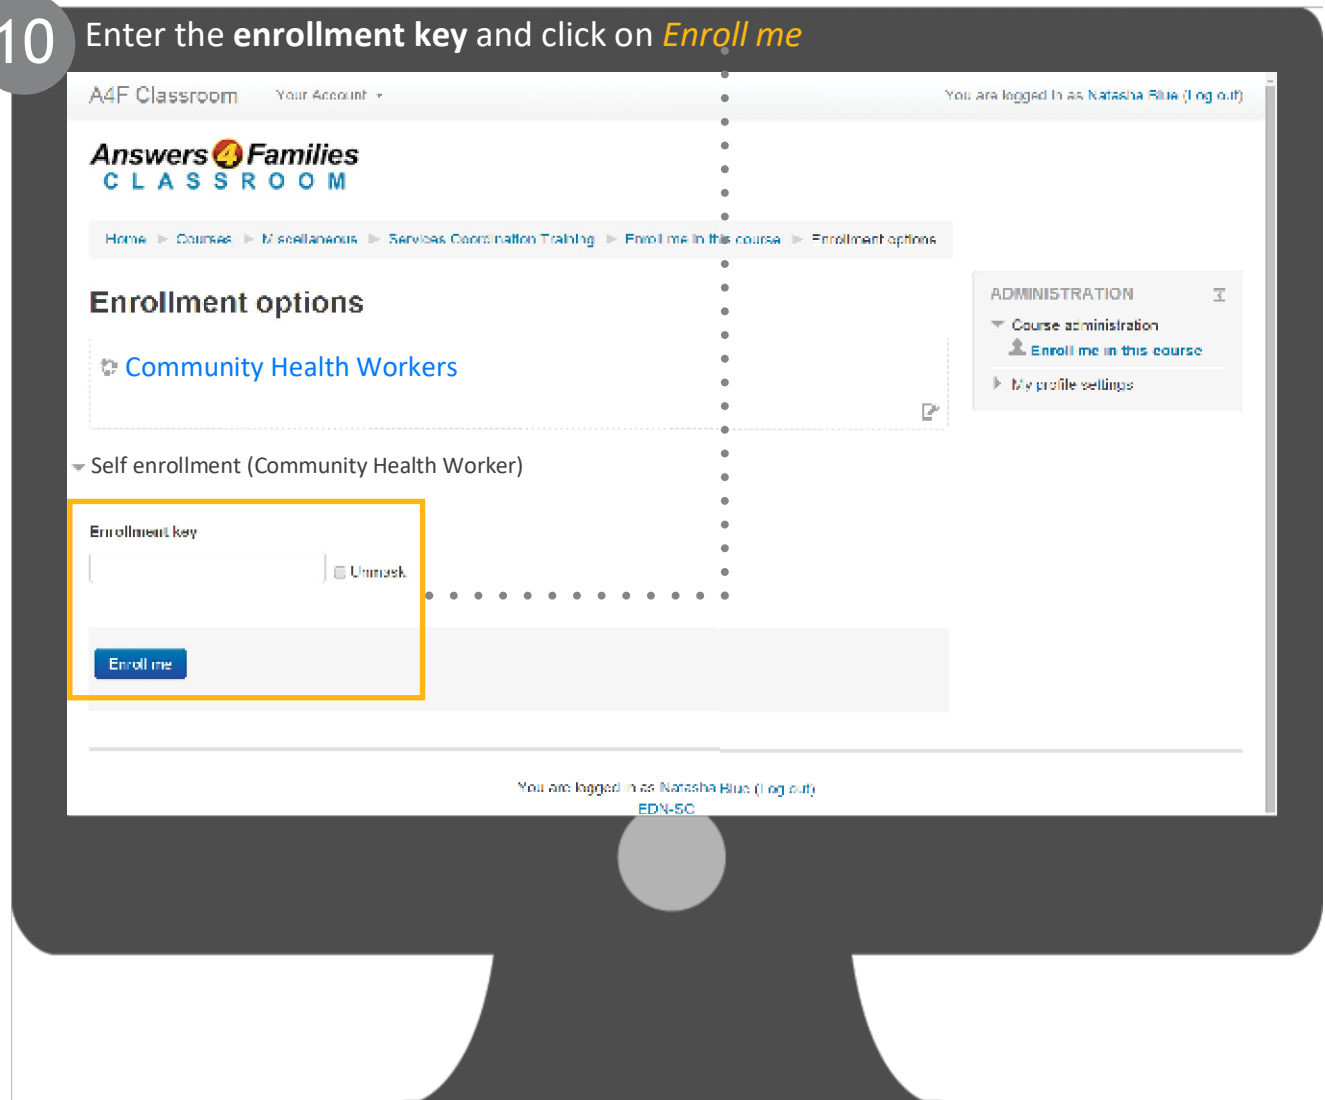 10 Enter the enrollment key and click on Enroll me
A4F Classroom Your Account You are logged in as Natasha Blue (Log out)
Answers 4 Families
CLASSROOM
Home Courses Miscellaneous Services Coordination Training Enroll me in this course Enrollment options
Enrollment options
Community Health Workers
ADMINISTRATION
Course administration
Enroll me in this course
My profile settings
Self enrollment (Community Health Worker)
Enrollment key
Unmask
Enroll me
You are logged in as Natasha Blue (Log out)
EDN-SC